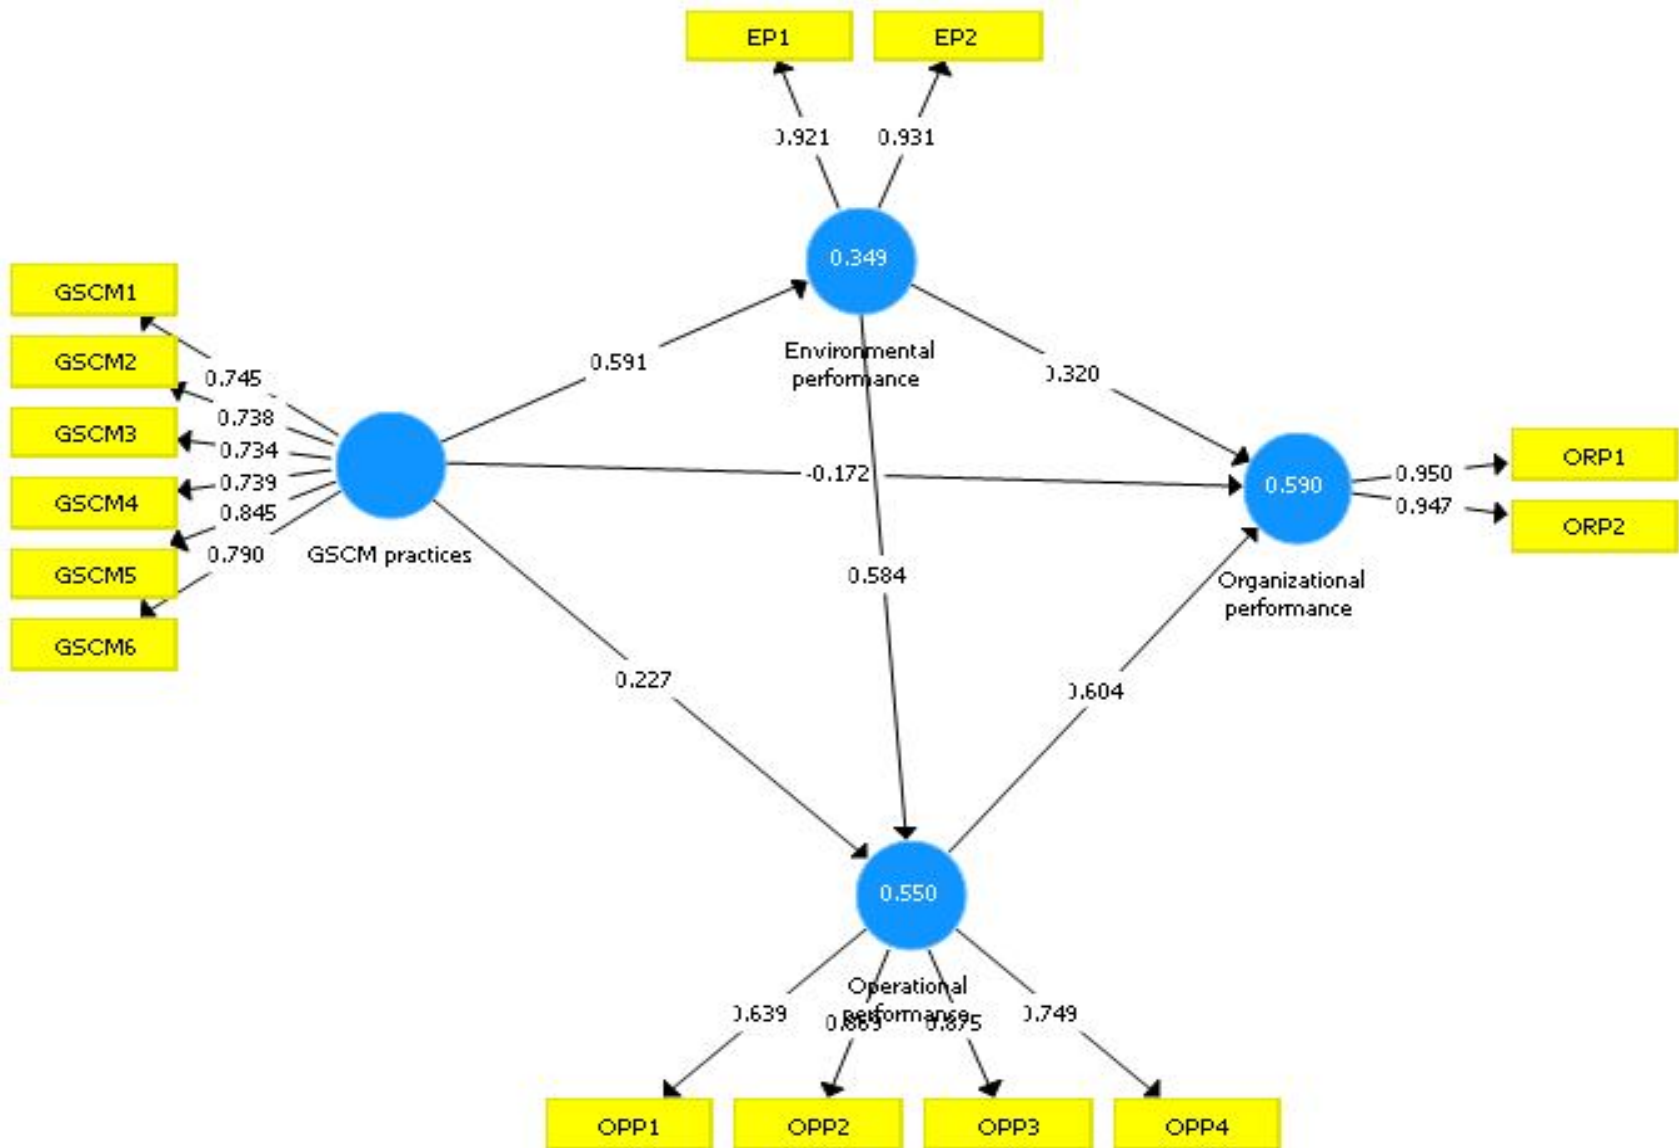 EP1
EP2
0.921
0.931
0.349
GSCM1
GSCM2
GSCM3
GSCM4
GSCM5
GSCM6
0.745
0.738
0.734
0.739
0.845
0.790
GSCM practices
0.591
Environmental
performance
0.320
-0.172
0.590
0.950
0.947
ORP1
ORP2
Organizational
performance
0.584
0.227
0.604
0.550
Operational
performance
0.639
0.869
0.875
0.749
OPP1
OPP2
OPP3
OPP4